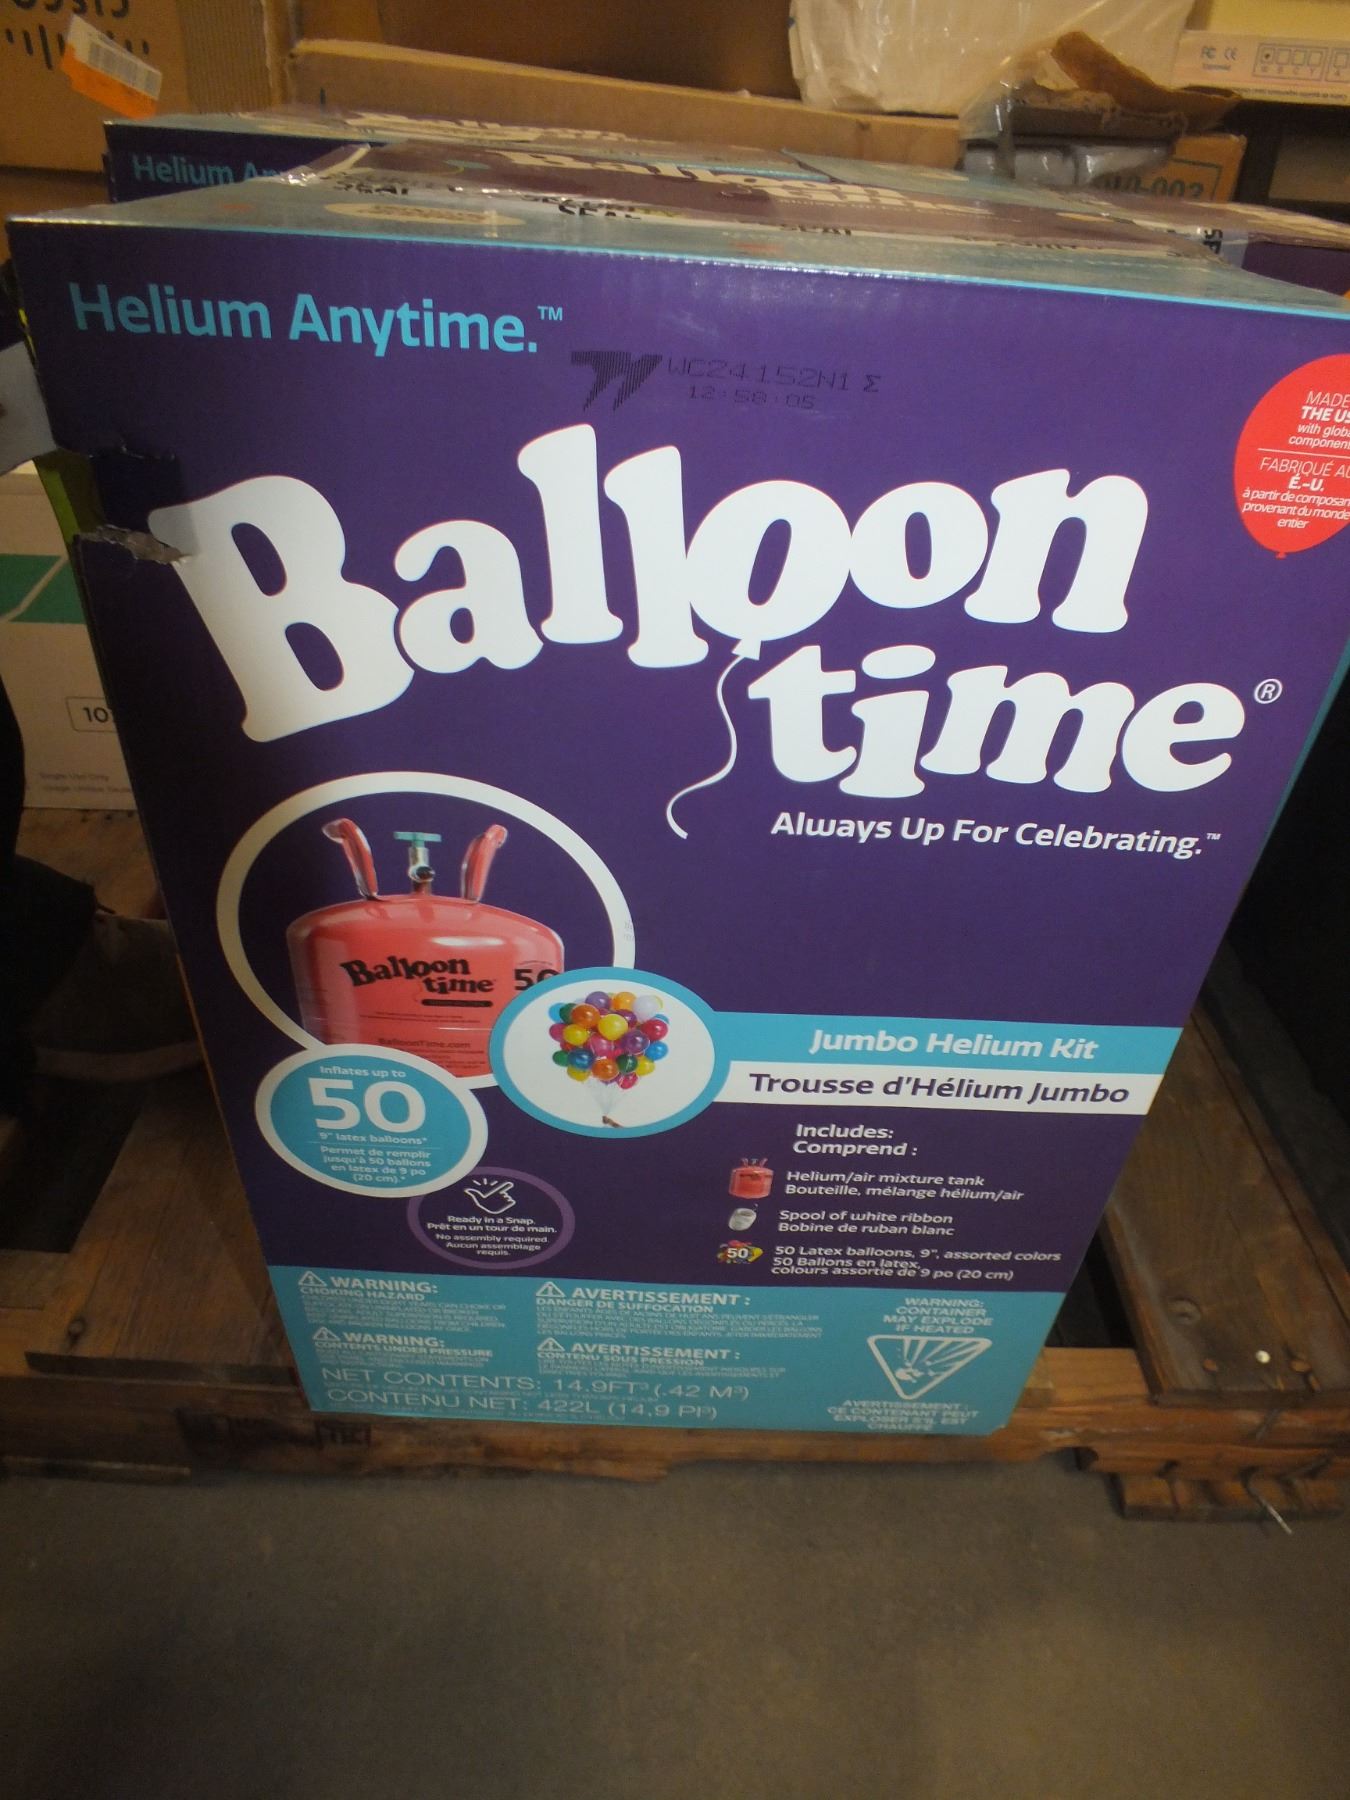 Helium
SECURITY
SEAL
Helium Anytime.™
WC24152N1 Σ
12:58:05
Balloon
time®
Always Up For Celebrating.™
MADE
THE
with
FABRIQUÉ
É.-U.
à partir de
provenant du monde
entier
Balloon
time
BalloonTime.com
Inflates up to
50
9" latex balloons*
Permet de remplir
jusqu'à 50 ballons
en latex de 9 po
(20 cm).*
Ready in a Snap.
Prêt en un tour de main.
No assembly required.
Aucun assemblage
requis.
Jumbo Helium Kit
Trousse d'Hélium Jumbo
Includes:
Comprend :
Helium/air mixture tank
Bouteille, mélange hélium/air
Spool of white ribbon
Bobine de ruban blanc
50
50 Latex balloons, 9", assorted colors
50 Ballons en latex,
colours assortie de 9 po (20 cm)
WARNING:
CHOKING HAZARD
WARNING:
CONTENTS UNDER PRESSURE
AVERTISSEMENT :
DANGER DE SUFFOCATION
AVERTISSEMENT :
CONTENU SOUS PRESSION
NET CONTENTS: 14.9FT³ (.42 M³)
CONTENU NET: 422L (14,9 PI³)
WARNING:
CONTAINER
MAY EXPLODE
IF HEATED
AVERTISSEMENT :
CE CONTENANT PEUT
EXPLOSER S'IL EST
CHAUFFÉ